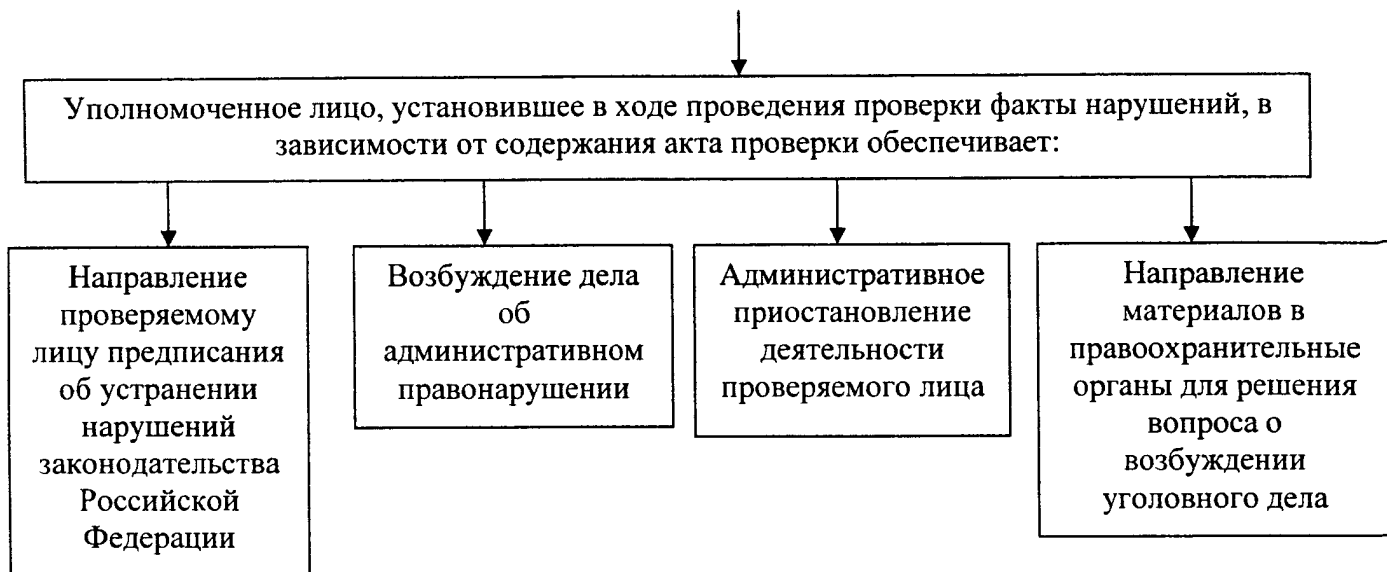 Уполномоченное лицо, установившее в ходе проведения проверки факты нарушений, в
зависимости от содержания акта проверки обеспечивает:
Направление
проверяемому
лицу предписания
об устранении
нарушений
законодательства
Российской
Федерации
Возбуждение дела
об
административном
правонарушении
Административное
приостановление
деятельности
проверяемого лица
Направление
материалов в
правоохранительные
органы для решения
вопроса о
возбуждении
уголовного дела